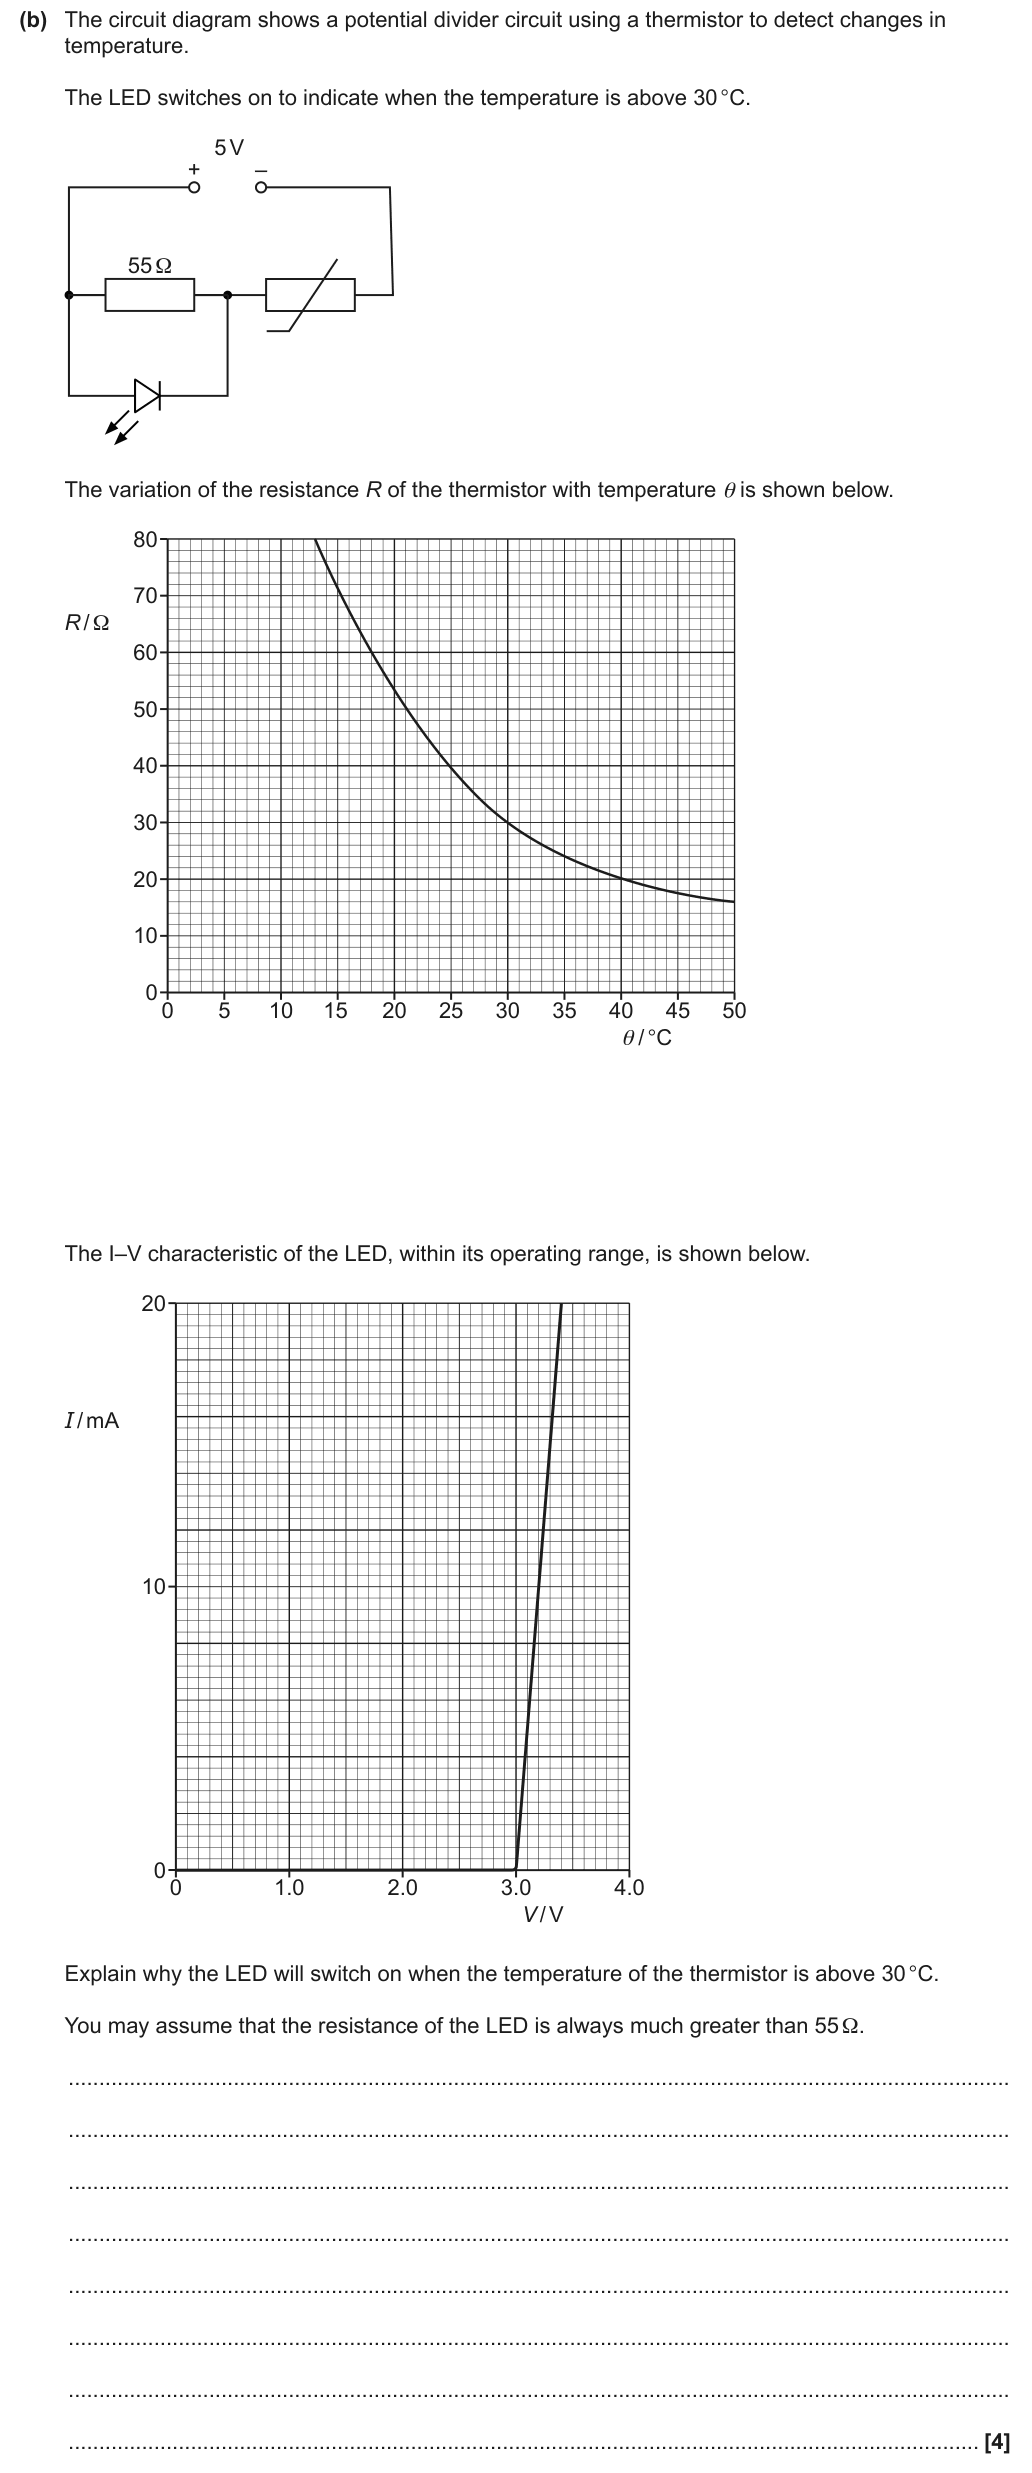 (b) The circuit diagram shows a potential divider circuit using a thermistor to detect changes in
temperature.
The LED switches on to indicate when the temperature is above 30 °C.
5 V
+ –
55 Ω
The variation of the resistance R of the thermistor with temperature θ is shown below.
80
70
R / Ω
60
50
40
30
20
10
0
0 5 10 15 20 25 30 35 40 45 50
θ / °C
The I–V characteristic of the LED, within its operating range, is shown below.
20
I / mA
10
0
0 1.0 2.0 3.0 4.0
V / V
Explain why the LED will switch on when the temperature of the thermistor is above 30 °C.
You may assume that the resistance of the LED is always much greater than 55 Ω.
[4]